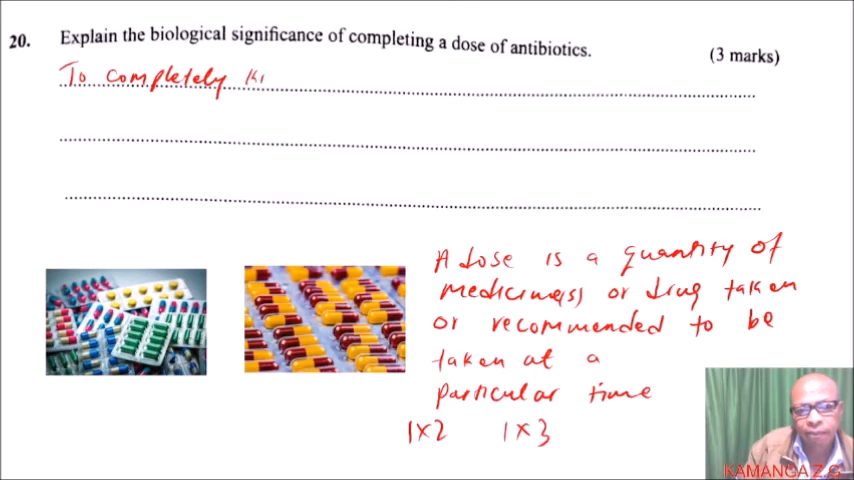 20. Explain the biological significance of completing a dose of antibiotics.
(3 marks)
To completely Ki
A dose is a quantity of
medicine(s) or drug taken
or recommended to be
taken at a
particular time
1x2 1x3
KAMANGA Z.G